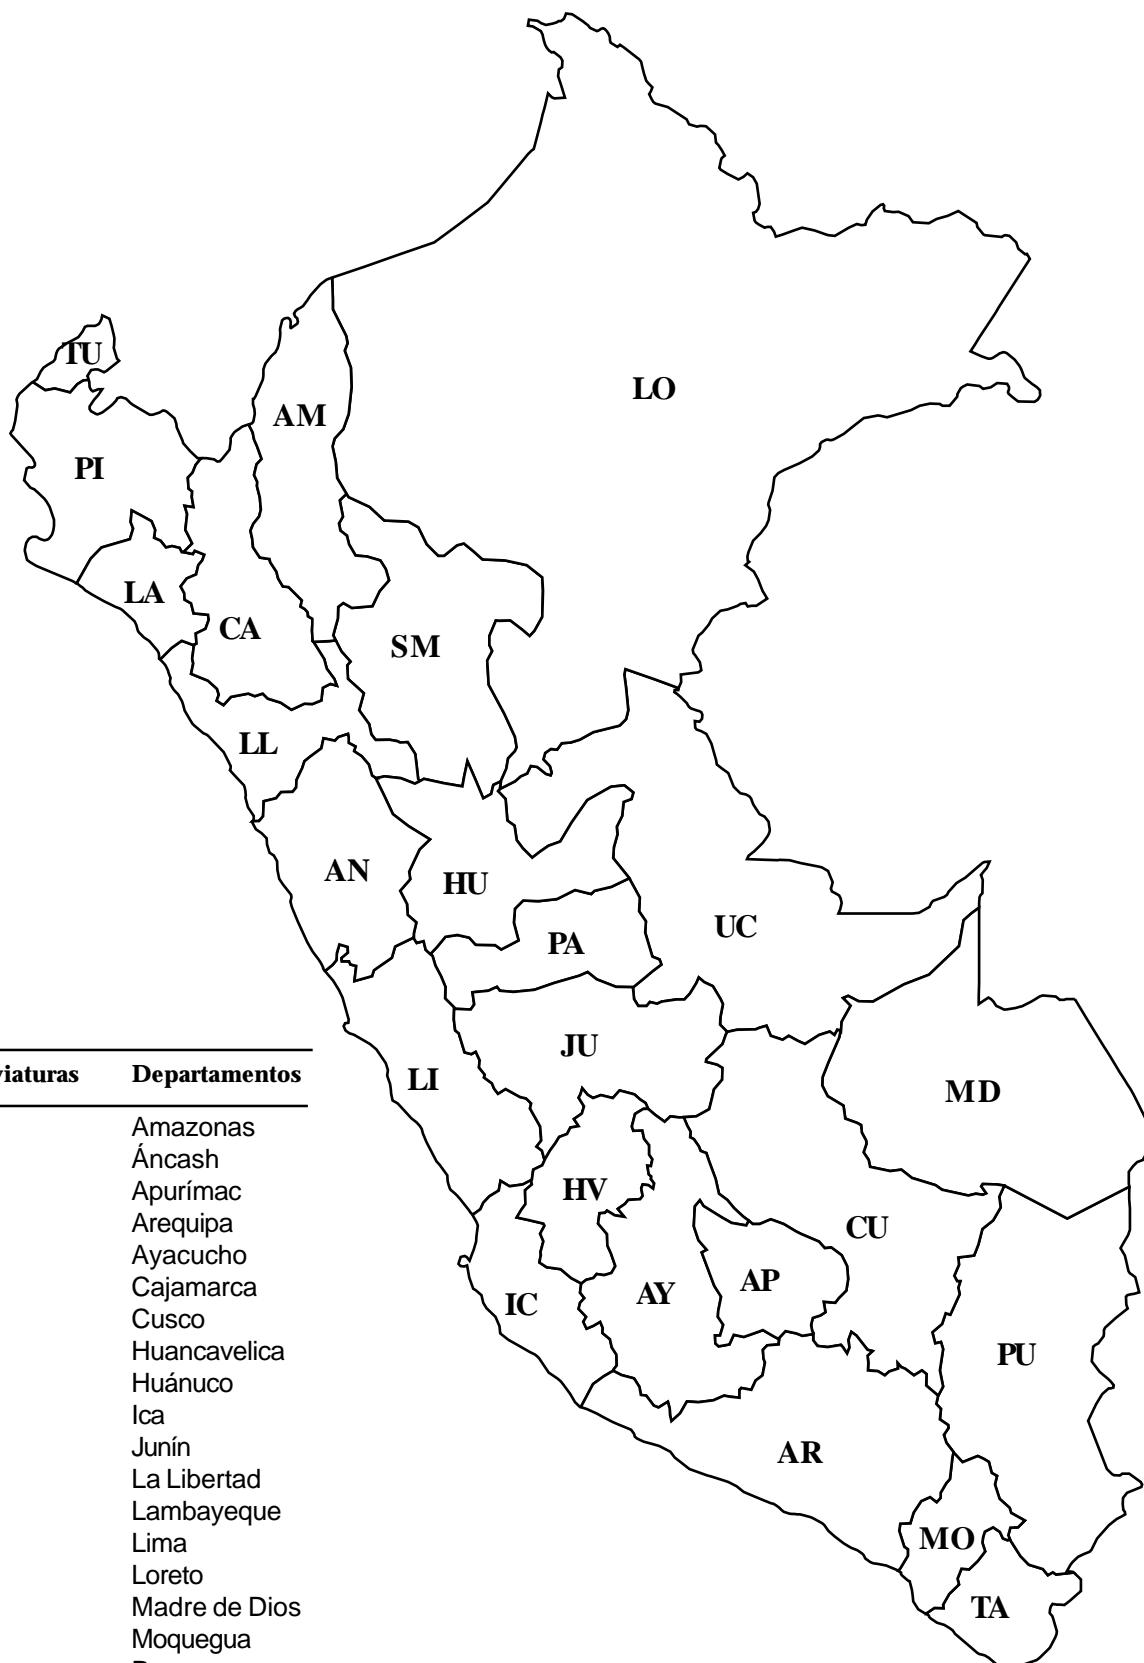 TU
AM
LO
PI
LA
CA
SM
LL
AN
HU
UC
PA
JU
LI
MD
HV
CU
AP
AY
IC
PU
AR
MO
TA
viaturas Departamentos
Amazonas
Áncash
Apurímac
Arequipa
Ayacucho
Cajamarca
Cusco
Huancavelica
Huánuco
Ica
Junín
La Libertad
Lambayeque
Lima
Loreto
Madre de Dios
Moquegua